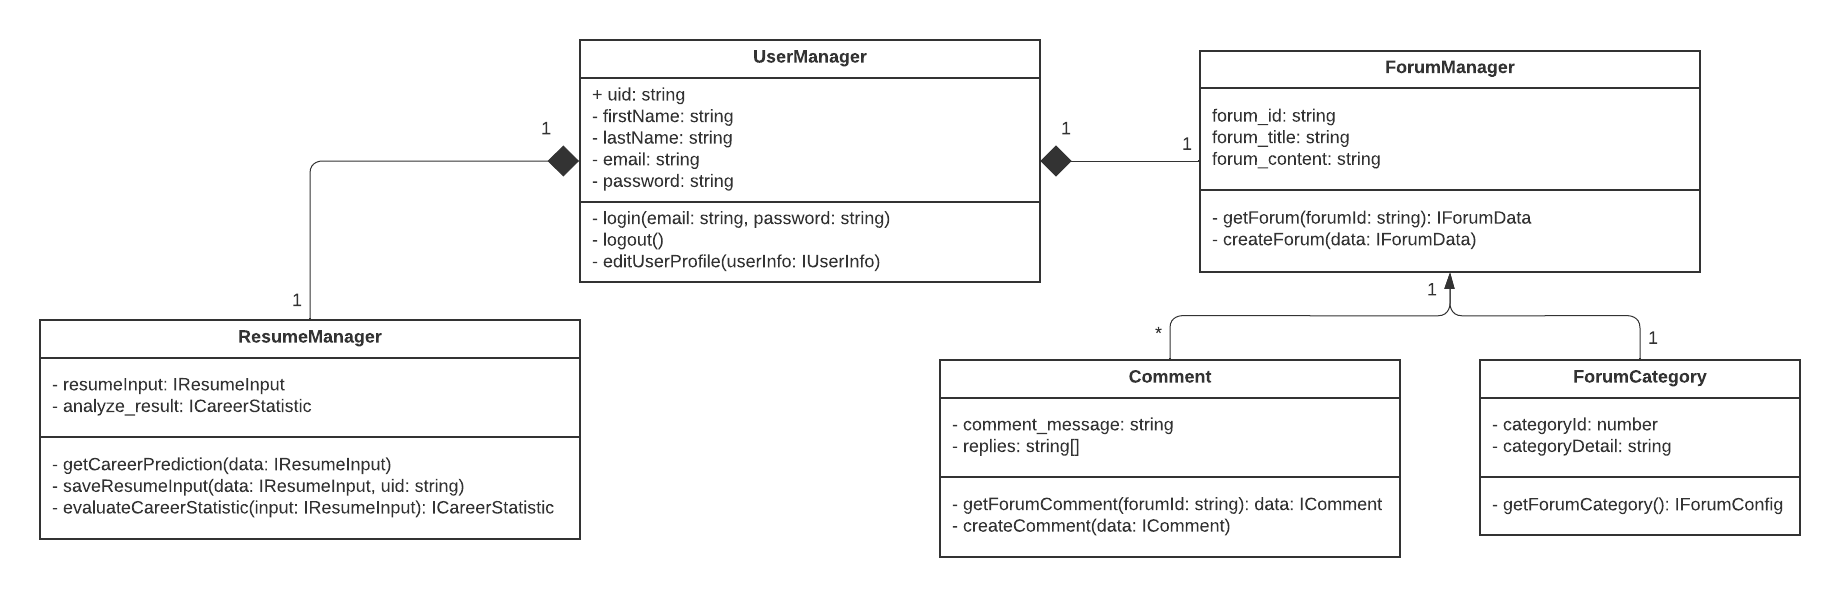 UserManager
+ uid: string
- firstName: string
- lastName: string
- email: string
- password: string
- login(email: string, password: string)
- logout()
- editUserProfile(userInfo: IUserInfo)
1
1
1
1
ForumManager
forum_id: string
forum_title: string
forum_content: string
- getForum(forumId: string): IForumData
- createForum(data: IForumData)
1
*
1
ResumeManager
- resumeInput: IResumeInput
- analyze_result: ICareerStatistic
- getCareerPrediction(data: IResumeInput)
- saveResumeInput(data: IResumeInput, uid: string)
- evaluateCareerStatistic(input: IResumeInput): ICareerStatistic
Comment
- comment_message: string
- replies: string[]
- getForumComment(forumId: string): data: IComment
- createComment(data: IComment)
ForumCategory
- categoryId: number
- categoryDetail: string
- getForumCategory(): IForumConfig